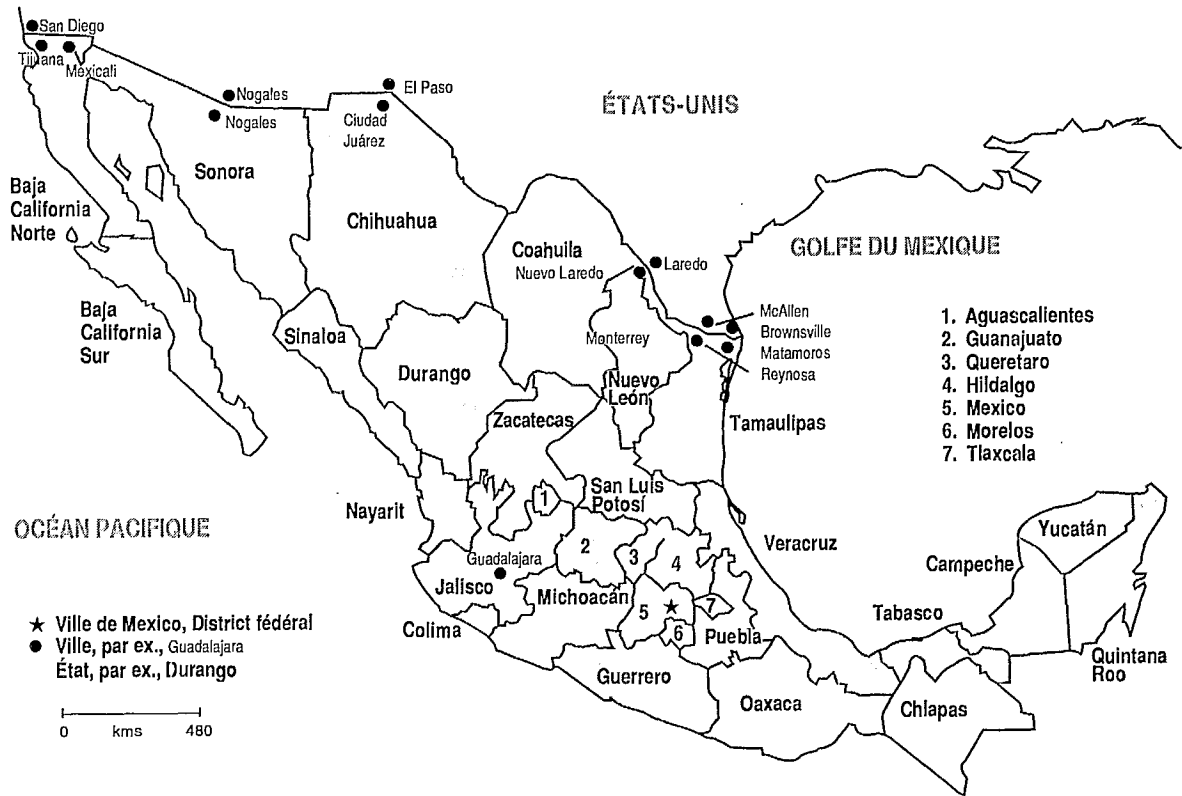 San Diego
Tijuana
Mexicali
Nogales
Nogales
El Paso
Ciudad
Juárez
ÉTATS-UNIS
Sonora
Baja
California
Norte
Chihuahua
Coahuila
Nuevo Laredo
Laredo
GOLFE DU MEXIQUE
Baja
California
Sur
Sinaloa
Durango
Monterrey
McAllen
Brownsville
Matamoros
Reynosa
1. Aguascalientes
2. Guanajuato
3. Queretaro
4. Hildalgo
5. Mexico
6. Morelos
7. Tlaxcala
Nuevo
León
Zacatecas
Tamaulipas
San Luis
Potosí
Nayarit
OCÉAN PACIFIQUE
1
2
3
4
5
6
7
Guadalajara
Jalisco
Michoacán
Colima
Veracruz
Puebla
Guerrero
Oaxaca
Yucatán
Campeche
Tabasco
Quintana
Roo
Chlapas
★ Ville de Mexico, District fédéral
● Ville, par ex., Guadalajara
État, par ex., Durango
0 kms 480